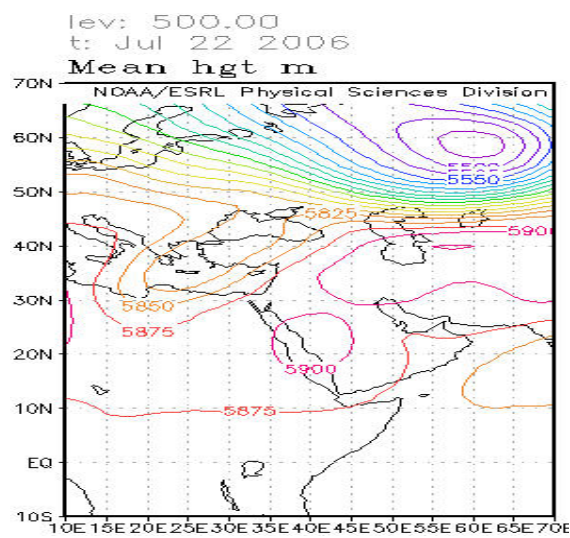 lev: 500.00
t: Jul 22 2006
Mean hgt m
70N
NOAA/ESRL Physical Sciences Division
60N
5550
50N
5825
5900
40N
30N
5850
5875
20N
5900
10N
5875
EQ
10S
10E 15E 20E 25E 30E 35E 40E 45E 50E 55E 60E 65E 70E